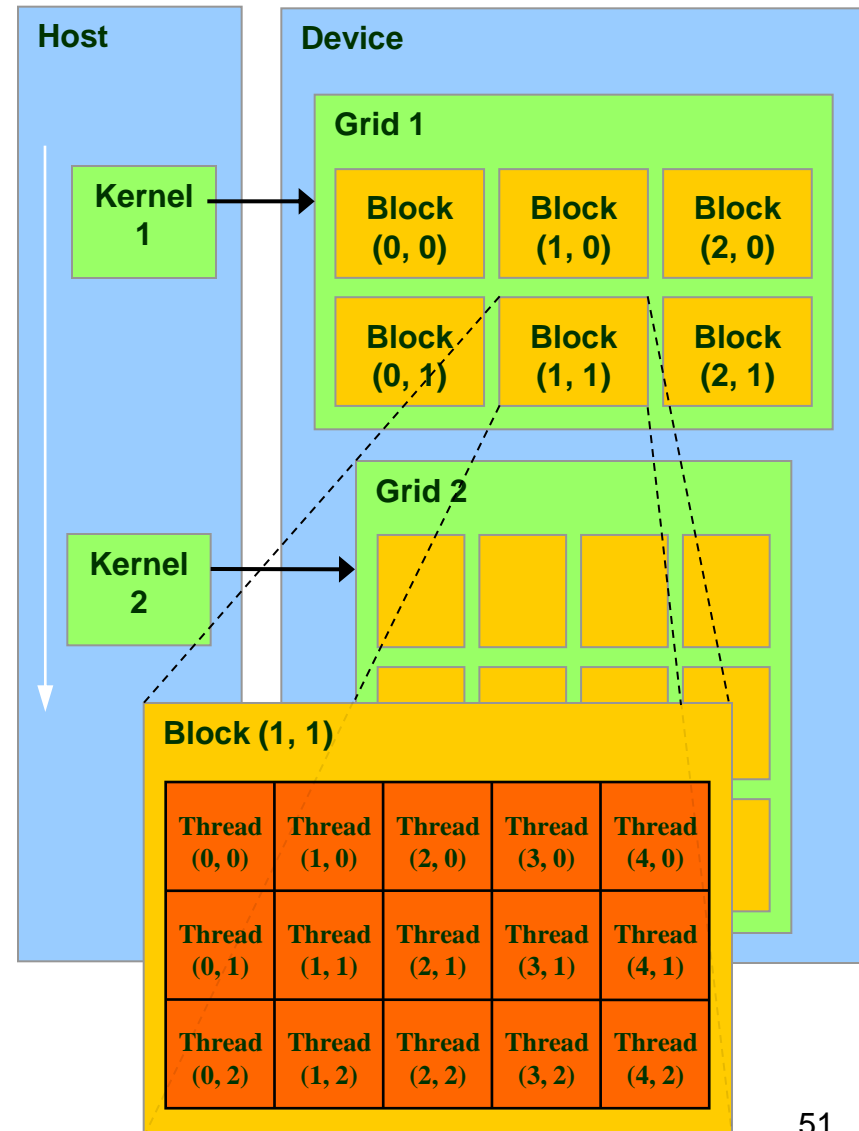 Host
Device
Grid 1
Kernel
1
Block
(0, 0)
Block
(1, 0)
Block
(2, 0)
Block
(0, 1)
Block
(1, 1)
Block
(2, 1)
Grid 2
Kernel
2
Block (1, 1)
Thread
(0, 0)
Thread
(1, 0)
Thread
(2, 0)
Thread
(3, 0)
Thread
(4, 0)
Thread
(0, 1)
Thread
(1, 1)
Thread
(2, 1)
Thread
(3, 1)
Thread
(4, 1)
Thread
(0, 2)
Thread
(1, 2)
Thread
(2, 2)
Thread
(3, 2)
Thread
(4, 2)
51